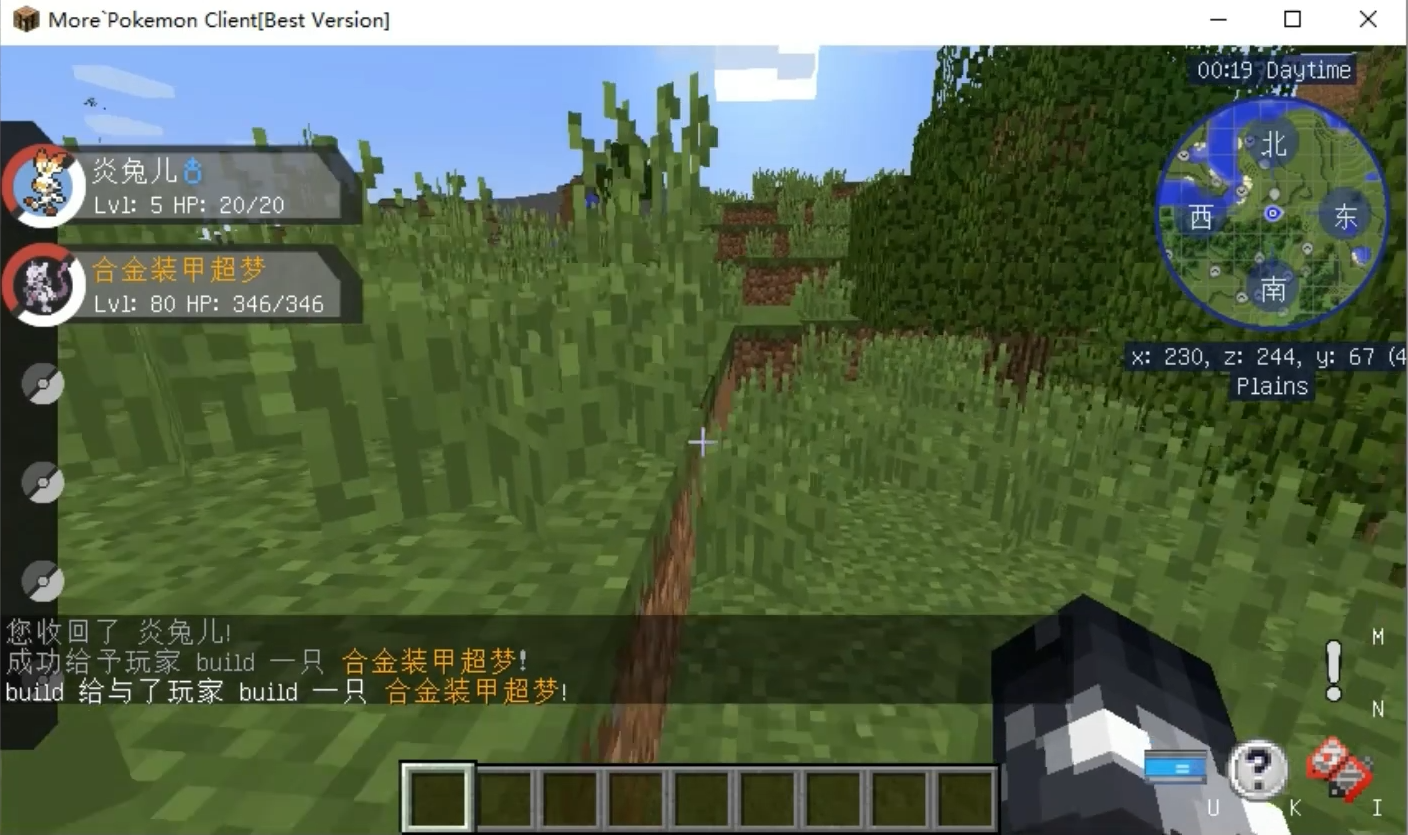 More`Pokemon Client[Best Version]
00:19 Daytime
北
西
东
南
x: 230, z: 244, y: 67 (4
Plains
炎兔儿
Lvl: 5 HP: 20/20
合金装甲超梦
Lvl: 80 HP: 346/346
您收回了 炎兔儿!
成功给予玩家 build 一只 合金装甲超梦!
build 给与了玩家 build 一只 合金装甲超梦!
M
N
U
K
I